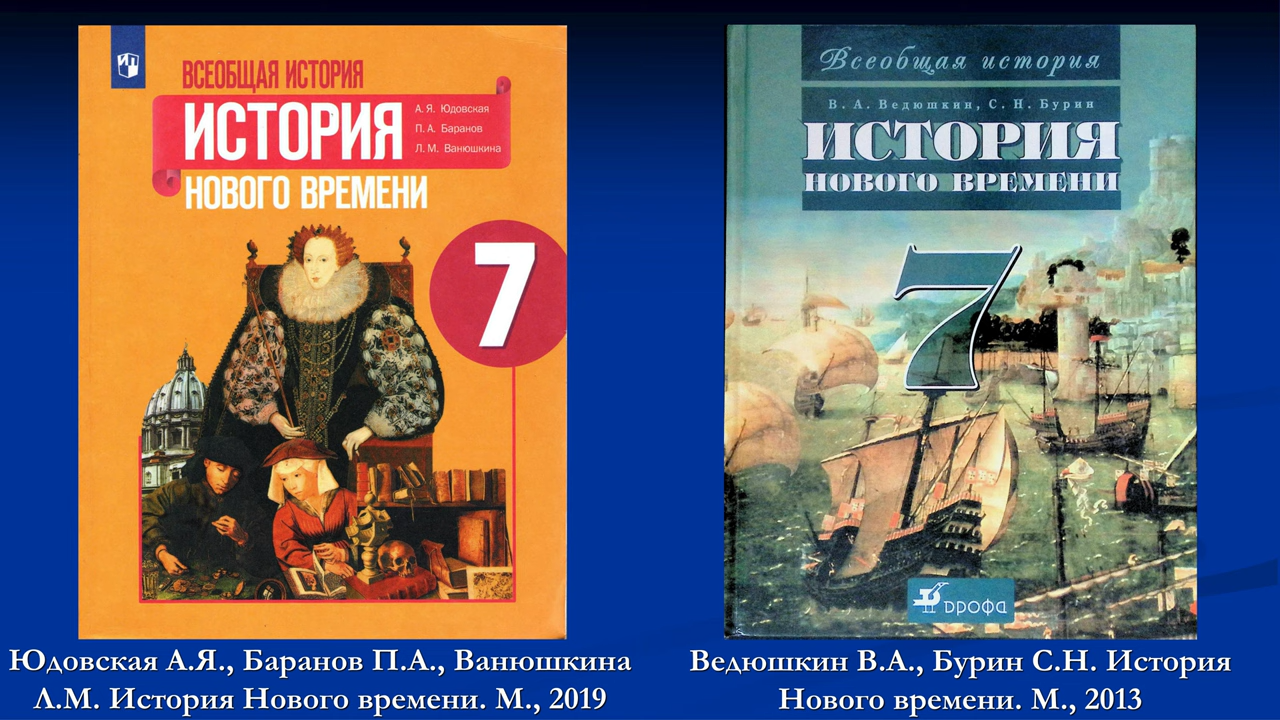 ВСЕОБЩАЯ ИСТОРИЯ
ИСТОРИЯ
А. Я. Юдовская
П. А. Баранов
Л. М. Ванюшкина
НОВОГО ВРЕМЕНИ
7
Всеобщая история
В. А. Ведюшкин, С. Н. Бурин
ИСТОРИЯ
НОВОГО ВРЕМЕНИ
7
дрофа
Юдовская А.Я., Баранов П.А., Ванюшкина
Л.М. История Нового времени. М., 2019
Ведюшкин В.А., Бурин С.Н. История
Нового времени. М., 2013